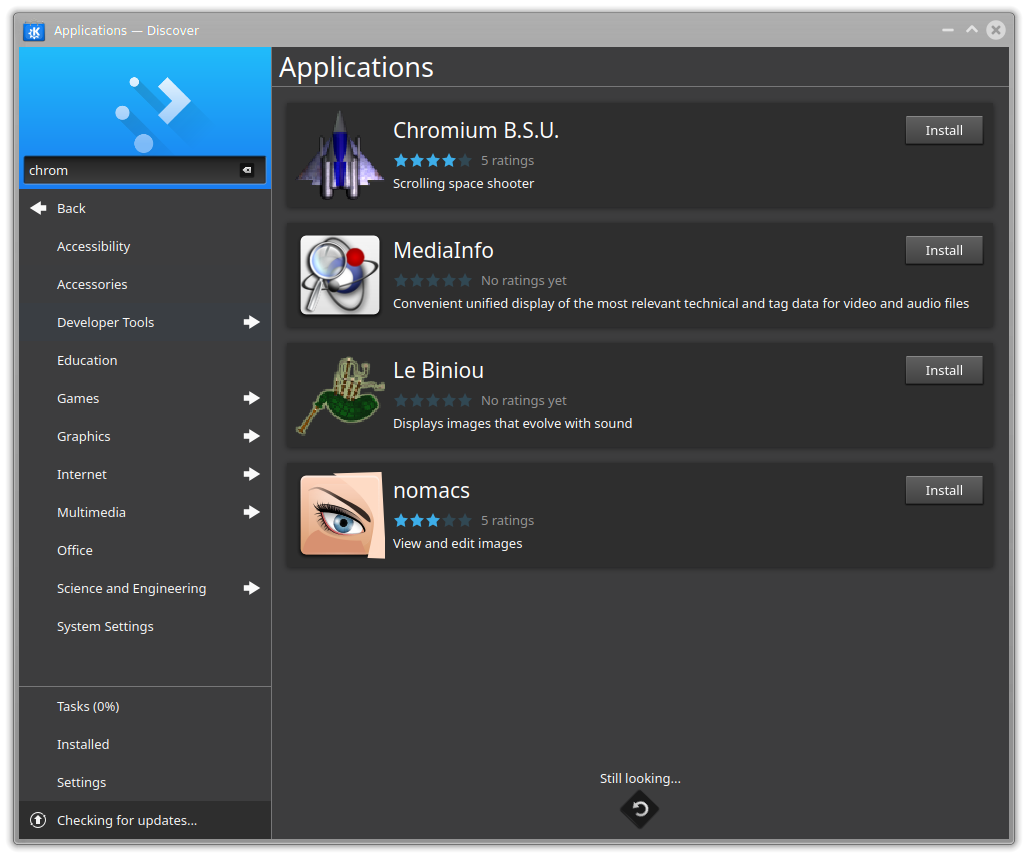 Applications — Discover
chrom
Back
Accessibility
Accessories
Developer Tools
Education
Games
Graphics
Internet
Multimedia
Office
Science and Engineering
System Settings
Tasks (0%)
Installed
Settings
Checking for updates...
Applications
Chromium B.S.U.
Install
5 ratings
Scrolling space shooter
MediaInfo
Install
No ratings yet
Convenient unified display of the most relevant technical and tag data for video and audio files
Le Biniou
Install
No ratings yet
Displays images that evolve with sound
nomacs
Install
5 ratings
View and edit images
Still looking...